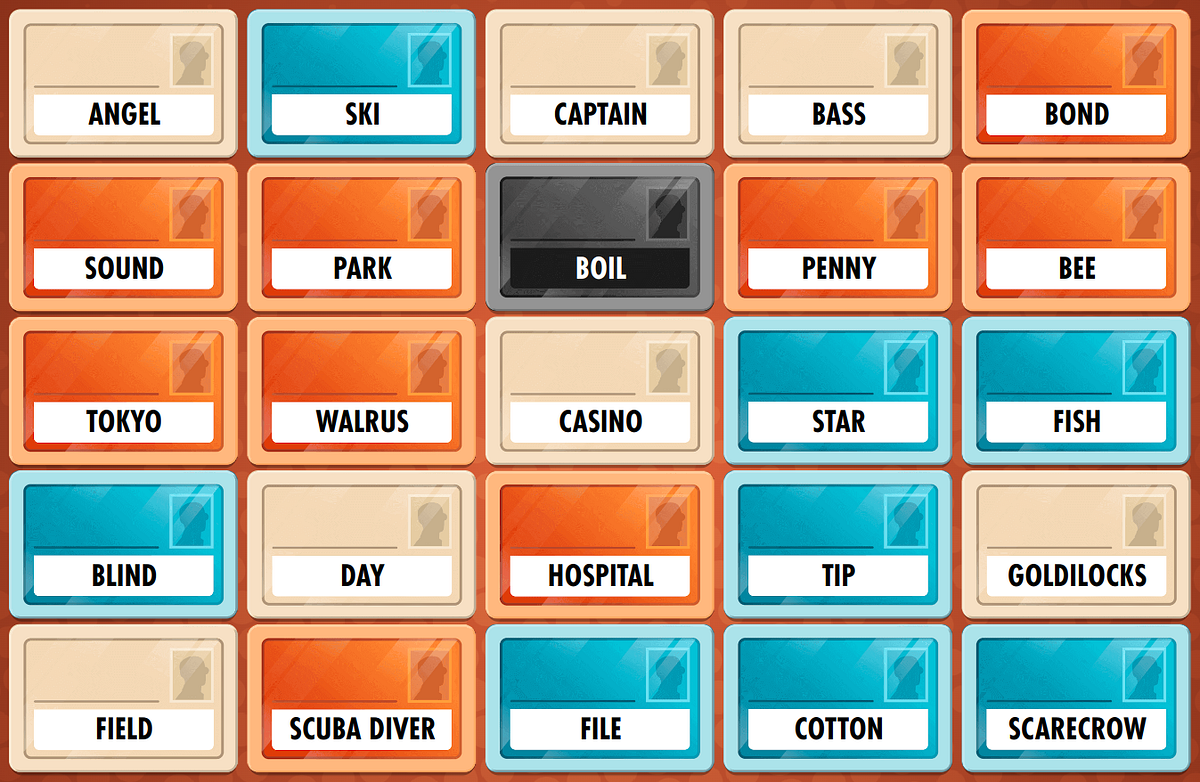 ANGEL
SKI
CAPTAIN
BASS
BOND
SOUND
PARK
BOIL
PENNY
BEE
TOKYO
WALRUS
CASINO
STAR
FISH
BLIND
DAY
HOSPITAL
TIP
GOLDILOCKS
FIELD
SCUBA DIVER
FILE
COTTON
SCARECROW